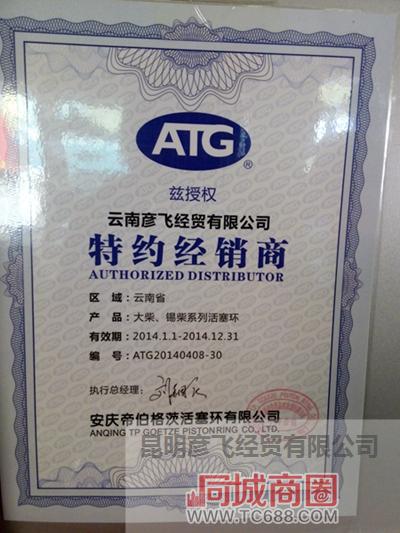 ATG
®
兹授权
云南彦飞经贸有限公司
特约经销商
AUTHORIZED DISTRIBUTOR
区 域：云南省
产 品：大柴、锡柴系列活塞环
有效期：2014.1.1-2014.12.31
编 号：ATG20140408-30
执行总经理：
安庆帝伯格茨活塞环有限公司
ANQING TP GOETZE PISTONRING CO., LTD
昆明彦飞经贸有限公司
同城商圈
www.TC688.com